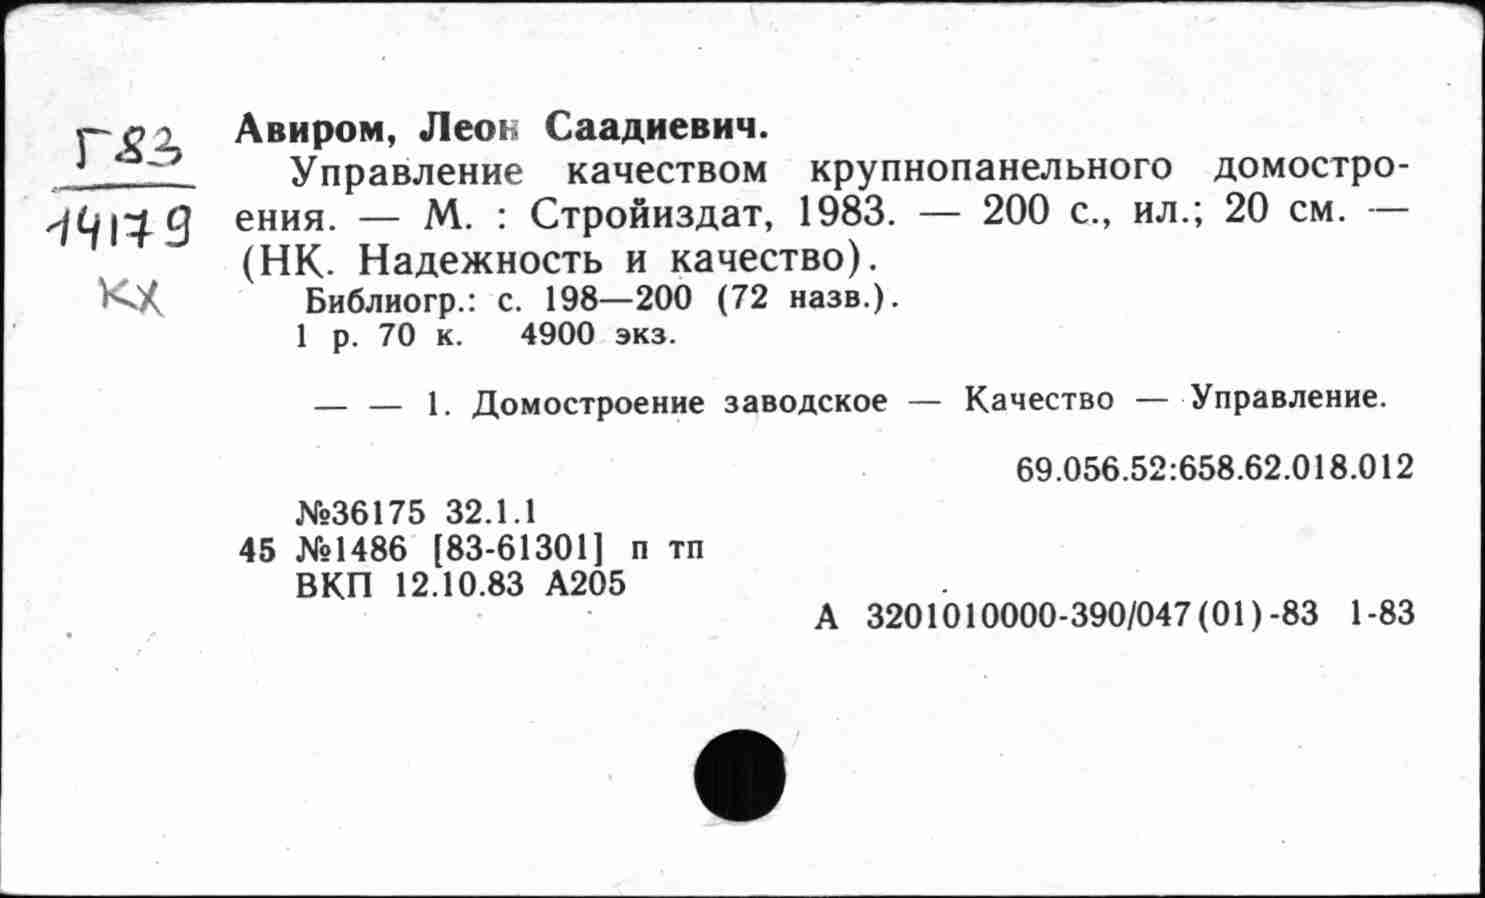 Г83
14179
КХ
Авиром, Леон Саадиевич.
Управление качеством крупнопанельного домостро-
ения. — М. : Стройиздат, 1983. — 200 с., ил.; 20 см. —
(НК. Надежность и качество).
Библиогр.: с. 198—200 (72 назв.).
1 р. 70 к. 4900 экз.
— — 1. Домостроение заводское — Качество — Управление.
69.056.52:658.62.018.012
№36175 32.1.1
45 №1486 [83-61301] п тп
ВКП 12.10.83 А205
А 3201010000-390/047(01)-83 1-83